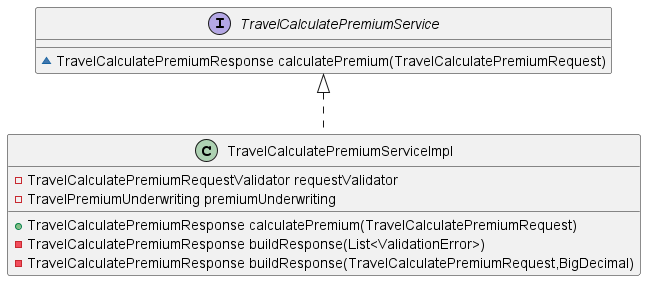 I TravelCalculatePremiumService
TravelCalculatePremiumResponse calculatePremium(TravelCalculatePremiumRequest)
C TravelCalculatePremiumServiceImpl
TravelCalculatePremiumRequestValidator requestValidator
TravelPremiumUnderwriting premiumUnderwriting
TravelCalculatePremiumResponse calculatePremium(TravelCalculatePremiumRequest)
TravelCalculatePremiumResponse buildResponse(List<ValidationError>)
TravelCalculatePremiumResponse buildResponse(TravelCalculatePremiumRequest,BigDecimal)